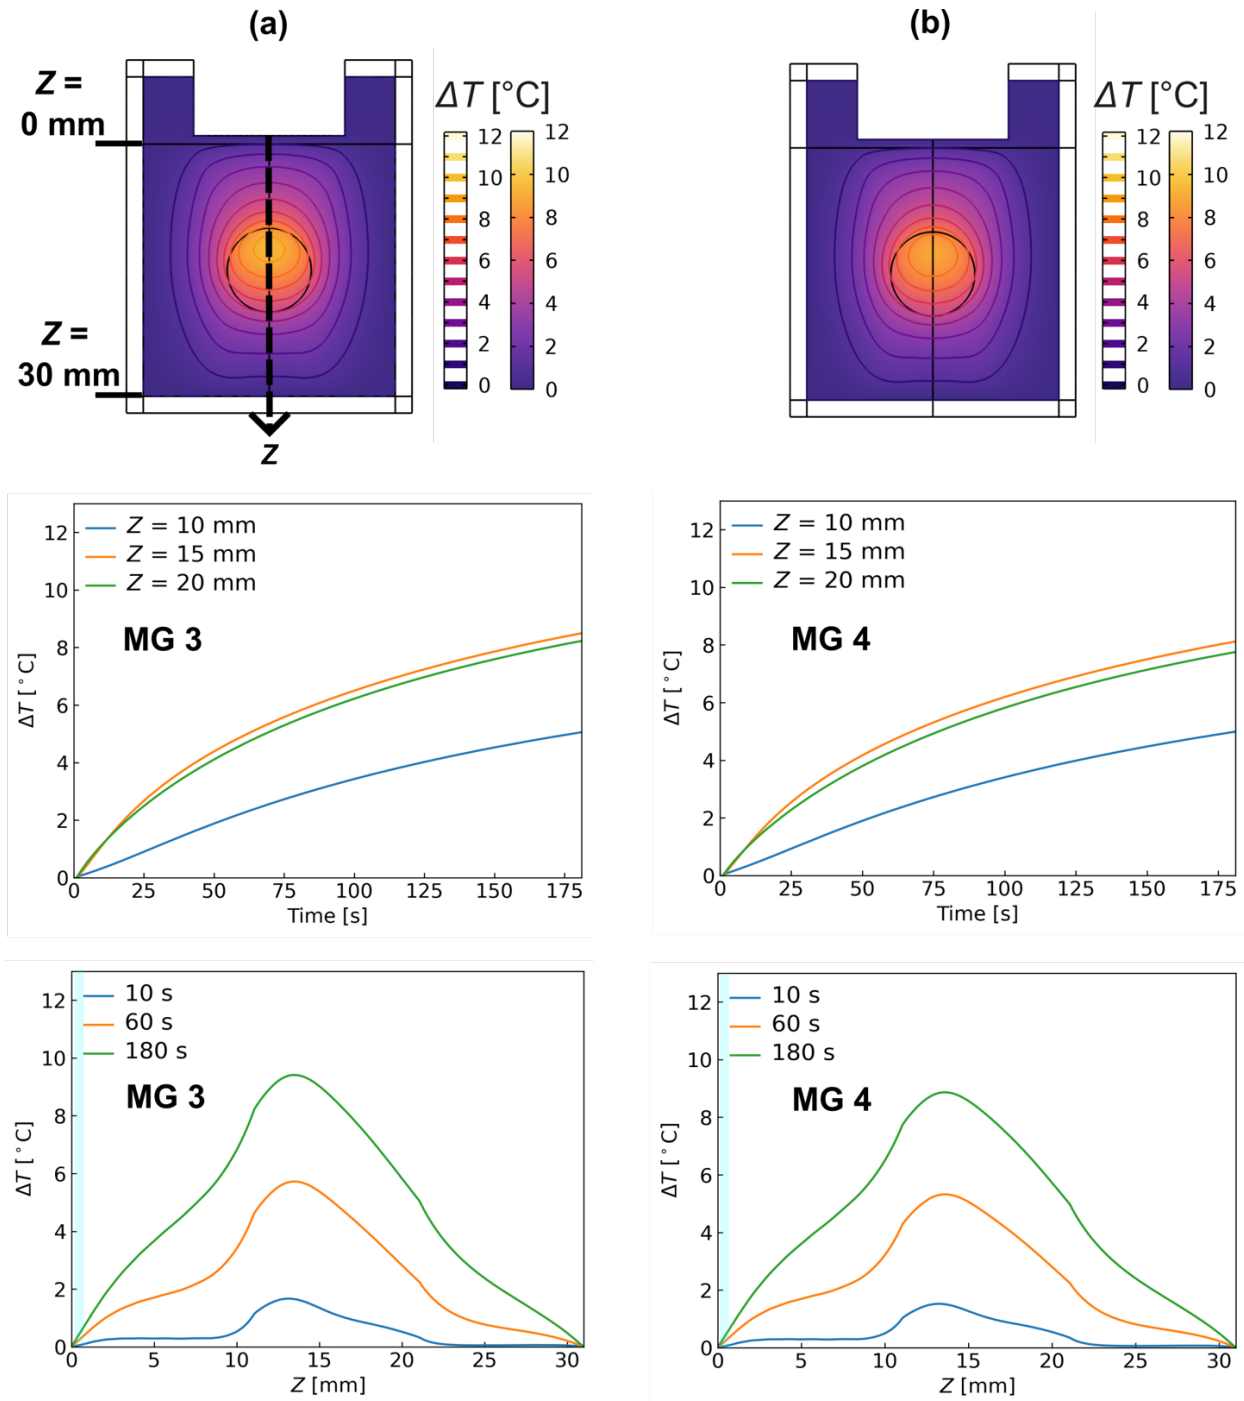 (a)
(b)
Z =
0 mm
Z =
30 mm
z
ΔT [°C]
12
10
8
6
4
2
0
12
10
8
6
4
2
0
ΔT [°C]
12
10
8
6
4
2
0
12
10
8
6
4
2
0
Z = 10 mm
Z = 15 mm
Z = 20 mm
MG 3
ΔT [°C]
12
10
8
6
4
2
0
0 25 50 75 100 125 150 175
Time [s]
Z = 10 mm
Z = 15 mm
Z = 20 mm
MG 4
ΔT [°C]
12
10
8
6
4
2
0
0 25 50 75 100 125 150 175
Time [s]
10 s
60 s
180 s
MG 3
ΔT [°C]
12
10
8
6
4
2
0
0 5 10 15 20 25 30
Z [mm]
10 s
60 s
180 s
MG 4
ΔT [°C]
12
10
8
6
4
2
0
0 5 10 15 20 25 30
Z [mm]